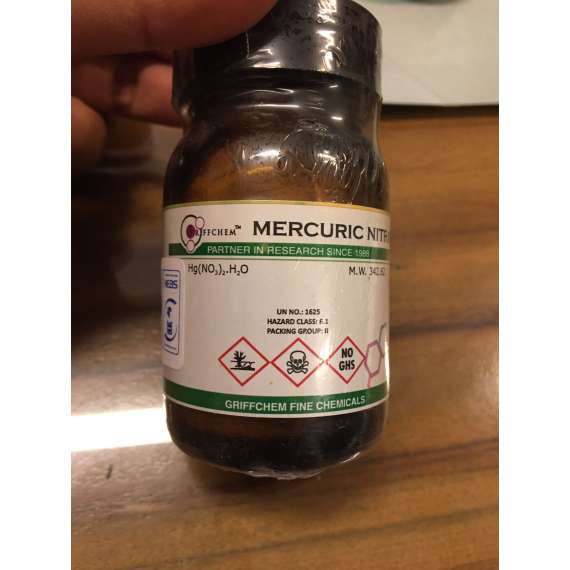 GRIFFCHEM™ MERCURIC NITR
PARTNER IN RESEARCH SINCE 1989
Hg(NO₃)₂.H₂O M.W. 342.62
UN NO.: 1625
HAZARD CLASS: 6.1
PACKING GROUP: II
NO
GHS
GRIFFCHEM FINE CHEMICALS